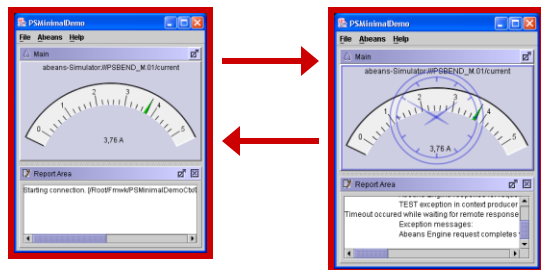 PSMinimalDemo
File Abeans Help
Main
abeans-Simulator:///PSBEND_M.01/current
0 1 2 3 4 5
3,76 A
Report Area
Starting connection. [/Root/Fmwk/PSMinimalDemoCtxt
PSMinimalDemo
File Abeans Help
Main
abeans-Simulator:///PSBEND_M.01/current
0 1 2 3 4 5
3,76 A
Report Area
TEST exception in context producer
Timeout occured while waiting for remote response
Exception messages:
Abeans Engine request completes